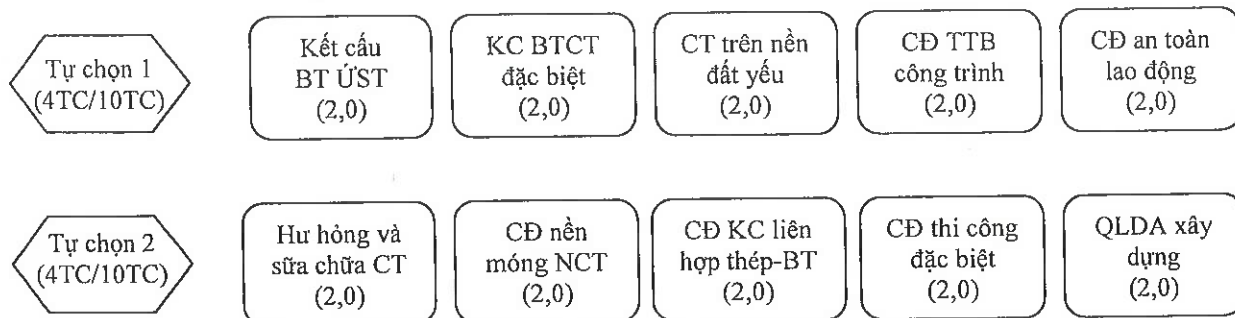 Tự chọn 1
(4TC/10TC)
Kết cấu
BT ỨST
(2,0)
KC BTCT
đặc biệt
(2,0)
CT trên nền
đất yếu
(2,0)
CĐ TTB
công trình
(2,0)
CĐ an toàn
lao động
(2,0)
Tự chọn 2
(4TC/10TC)
Hư hỏng và
sữa chữa CT
(2,0)
CĐ nền
móng NCT
(2,0)
CĐ KC liên
hợp thép-BT
(2,0)
CĐ thi công
đặc biệt
(2,0)
QLDA xây
dựng
(2,0)